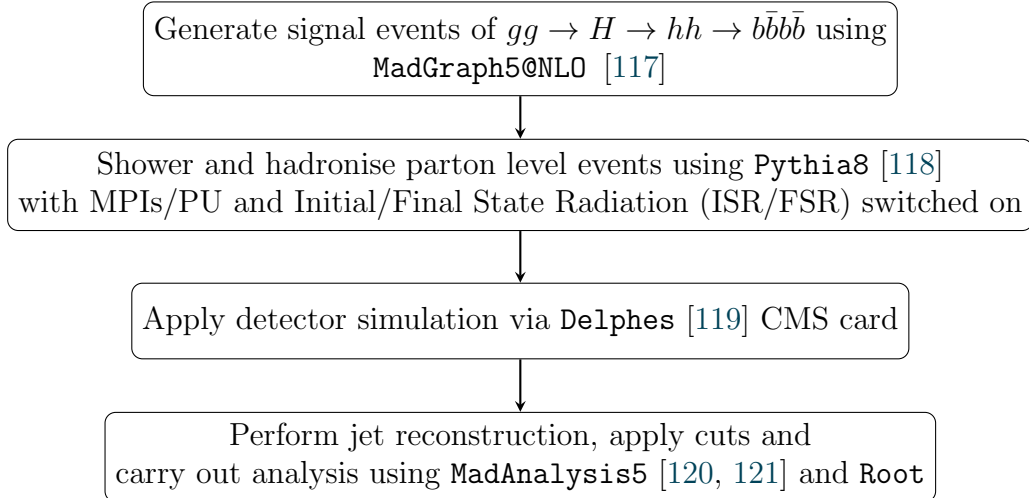 Generate signal events of gg → H → hh → bb̄bb̄ using
MadGraph5@NLO [117]
Shower and hadronise parton level events using Pythia8 [118]
with MPIs/PU and Initial/Final State Radiation (ISR/FSR) switched on
Apply detector simulation via Delphes [119] CMS card
Perform jet reconstruction, apply cuts and
carry out analysis using MadAnalysis5 [120, 121] and Root